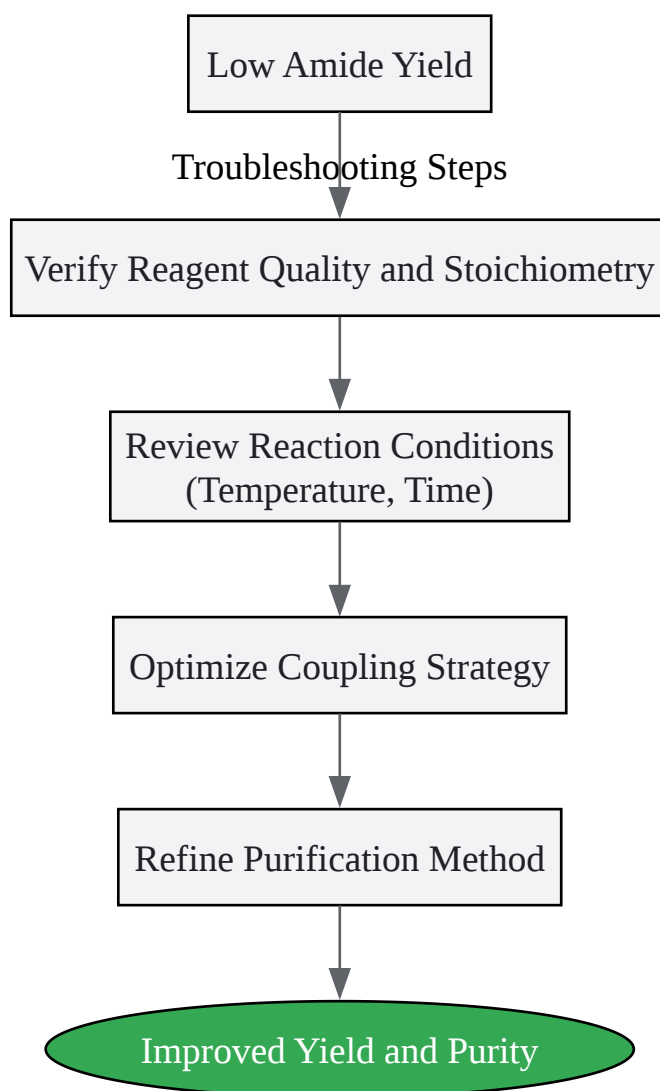 Low Amide Yield
Troubleshooting Steps
Verify Reagent Quality and Stoichiometry
Review Reaction Conditions
(Temperature, Time)
Optimize Coupling Strategy
Refine Purification Method
Improved Yield and Purity